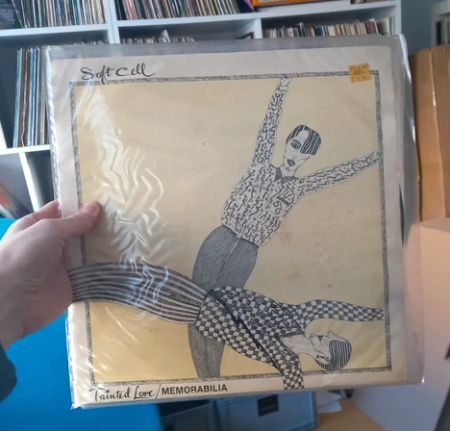 Soft Cell
Tainted Love/MEMORABILIA